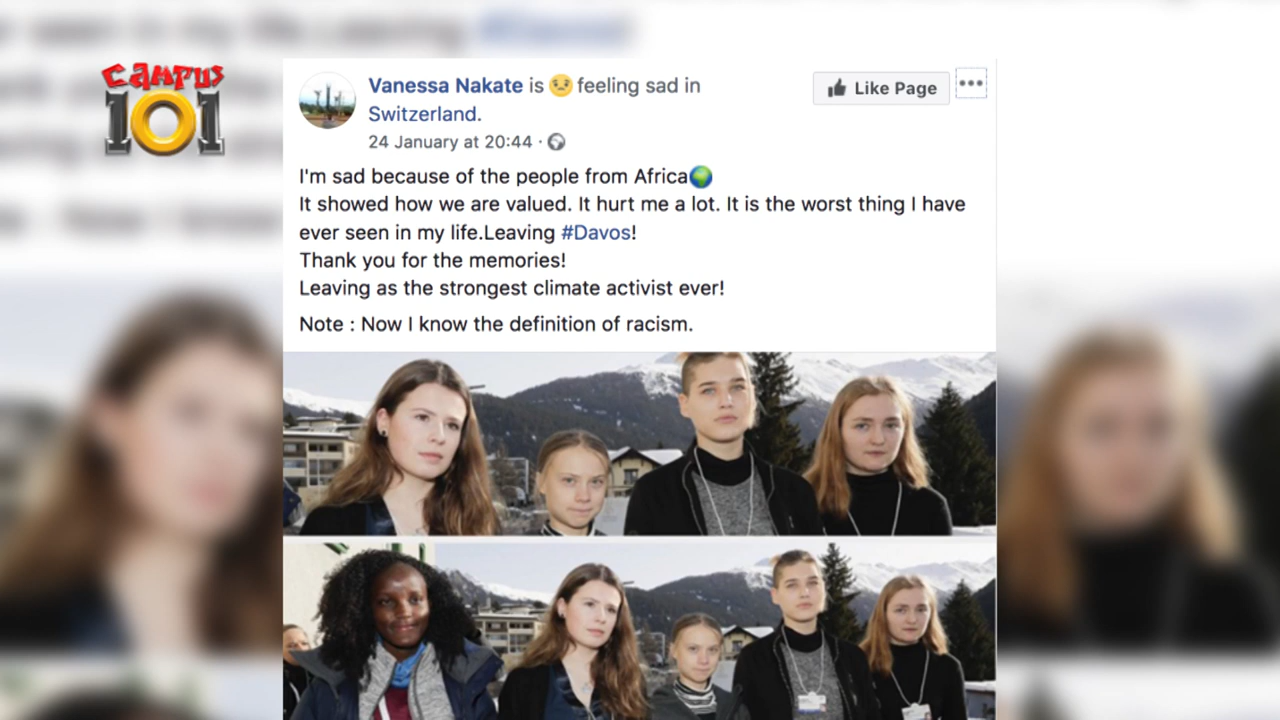 CAMPUS
101
Vanessa Nakate is 😟 feeling sad in
Switzerland.
24 January at 20:44 ·
Like Page
I'm sad because of the people from Africa🌍
It showed how we are valued. It hurt me a lot. It is the worst thing I have
ever seen in my life.Leaving #Davos!
Thank you for the memories!
Leaving as the strongest climate activist ever!
Note : Now I know the definition of racism.